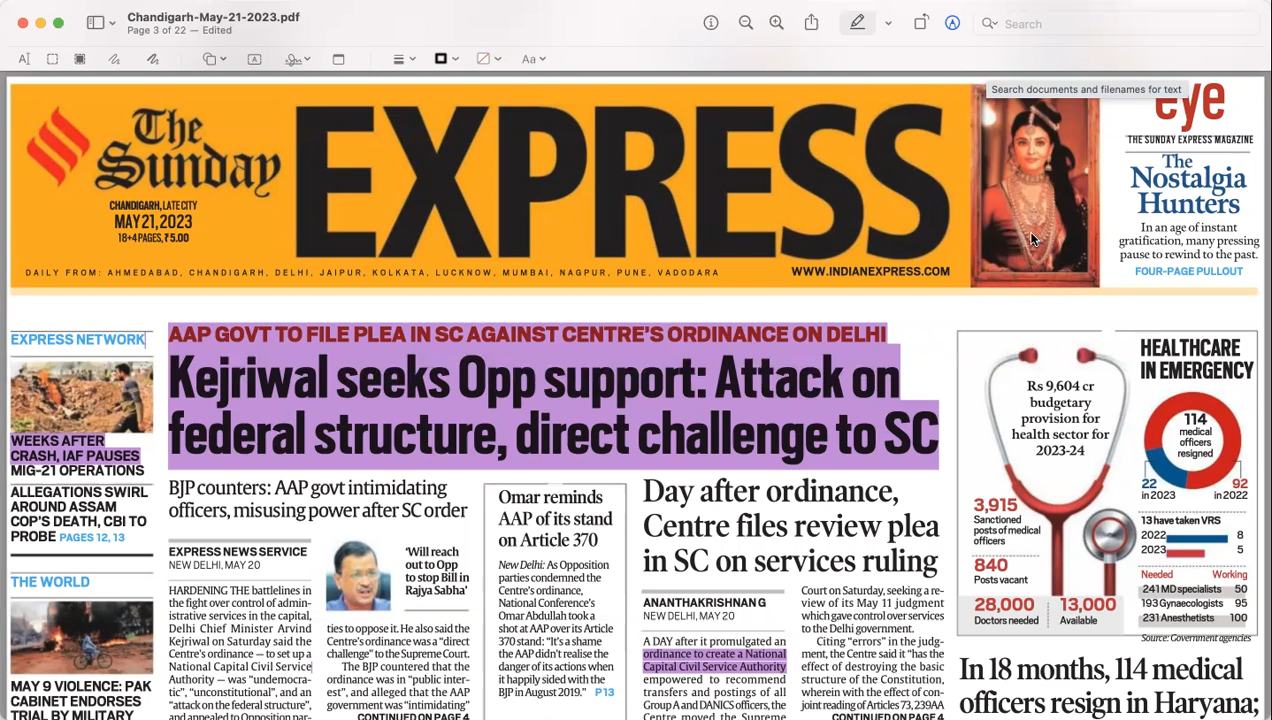 Chandigarh-May-21-2023.pdf
Page 3 of 22 — Edited
Search
Aa
Search documents and filenames for text
The
Sunday
EXPRESS
CHANDIGARH, LATE CITY
MAY 21, 2023
18+4 PAGES, ₹5.00
DAILY FROM: AHMEDABAD, CHANDIGARH, DELHI, JAIPUR, KOLKATA, LUCKNOW, MUMBAI, NAGPUR, PUNE, VADODARA
WWW.INDIANEXPRESS.COM
eye
THE SUNDAY EXPRESS MAGAZINE
The
Nostalgia
Hunters
In an age of instant
gratification, many pressing
pause to rewind to the past.
FOUR-PAGE PULLOUT
EXPRESS NETWORK
WEEKS AFTER
CRASH, IAF PAUSES
MIG-21 OPERATIONS
ALLEGATIONS SWIRL
AROUND ASSAM
COP'S DEATH, CBI TO
PROBE PAGES 12, 13
THE WORLD
MAY 9 VIOLENCE: PAK
CABINET ENDORSES
TRIAL BY MILITARY
AAP GOVT TO FILE PLEA IN SC AGAINST CENTRE'S ORDINANCE ON DELHI
Kejriwal seeks Opp support: Attack on
federal structure, direct challenge to SC
BJP counters: AAP govt intimidating
officers, misusing power after SC order
EXPRESS NEWS SERVICE
NEW DELHI, MAY 20
HARDENING THE battlelines in
the fight over control of admin-
istrative services in the capital,
Delhi Chief Minister Arvind
Kejriwal on Saturday said the
Centre's ordinance — to set up a
National Capital Civil Service
Authority — was "undemocra-
tic", "unconstitutional", and an
"attack on the federal structure",
and appealed to Opposition par-
'Will reach
out to Opp
to stop Bill in
Rajya Sabha'
ties to oppose it. He also said the
Centre's ordinance was a "direct
challenge" to the Supreme Court.
The BJP countered that the
ordinance was in "public inter-
est", and alleged that the AAP
government was "intimidating"
CONTINUED ON PAGE 4
Omar reminds
AAP of its stand
on Article 370
New Delhi: As Opposition
parties condemned the
Centre's ordinance,
National Conference's
Omar Abdullah took a
shot at AAP over its Article
370 stand: "It's a shame
the AAP didn't realise the
danger of its actions when
it happily sided with the
BJP in August 2019." P13
Day after ordinance,
Centre files review plea
in SC on services ruling
ANANTHAKRISHNAN G
NEW DELHI, MAY 20
A DAY after it promulgated an
ordinance to create a National
Capital Civil Service Authority
empowered to recommend
transfers and postings of all
Group A and DANICS officers, the
Centre moved the Supreme
Court on Saturday, seeking a re-
view of its May 11 judgment
which gave control over services
to the Delhi government.
Citing "errors" in the judg-
ment, the Centre said it "has the
effect of destroying the basic
structure of the Constitution,
wherein with the effect of con-
joint reading of Articles 73, 239AA
CONTINUED ON PAGE 4
HEALTHCARE
IN EMERGENCY
Rs 9,604 cr
budgetary
provision for
health sector for
2023-24
114
medical
officers
resigned
22
in 2023
92
in 2022
3,915
Sanctioned
posts of medical
officers
840
Posts vacant
28,000
Doctors needed
13,000
Available
13 have taken VRS
2022 8
2023 5
Needed Working
241 MD specialists 50
193 Gynaecologists 95
231 Anesthetists 100
Source: Government agencies
In 18 months, 114 medical
officers resign in Haryana;